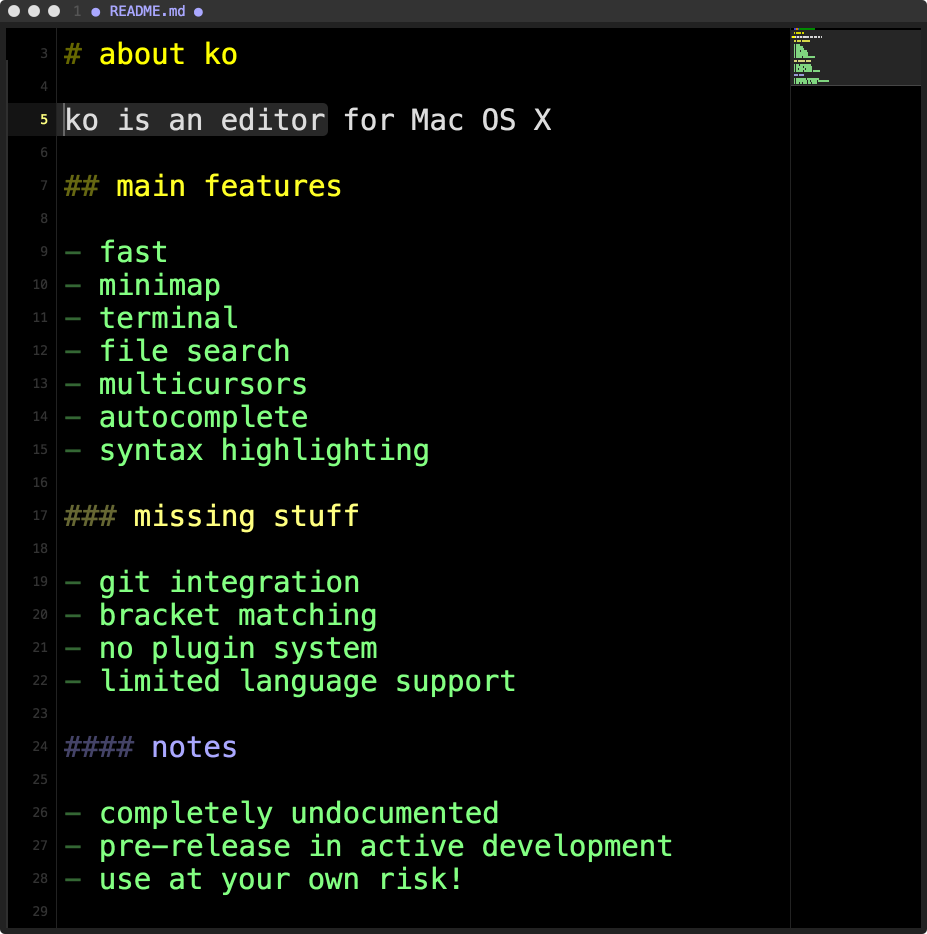 1 ● README.md ●
3 # about ko
4
5 ko is an editor for Mac OS X
6
7 ## main features
8
9 - fast
10 - minimap
11 - terminal
12 - file search
13 - multicursors
14 - autocomplete
15 - syntax highlighting
16
17 ### missing stuff
18
19 - git integration
20 - bracket matching
21 - no plugin system
22 - limited language support
23
24 #### notes
25
26 - completely undocumented
27 - pre-release in active development
28 - use at your own risk!
29